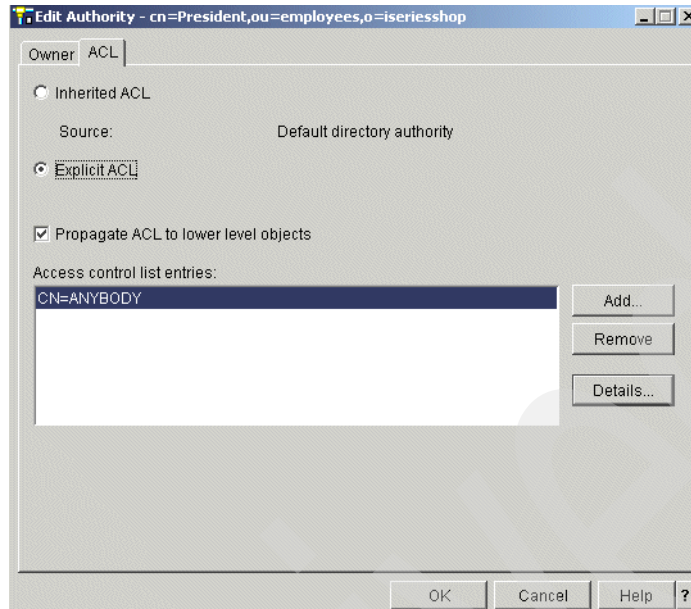 Edit Authority - cn=President,ou=employees,o=iseriesshop
Owner ACL
Inherited ACL
Source: Default directory authority
Explicit ACL
Propagate ACL to lower level objects
Access control list entries:
CN=ANYBODY
Add...
Remove
Details...
OK Cancel Help ?